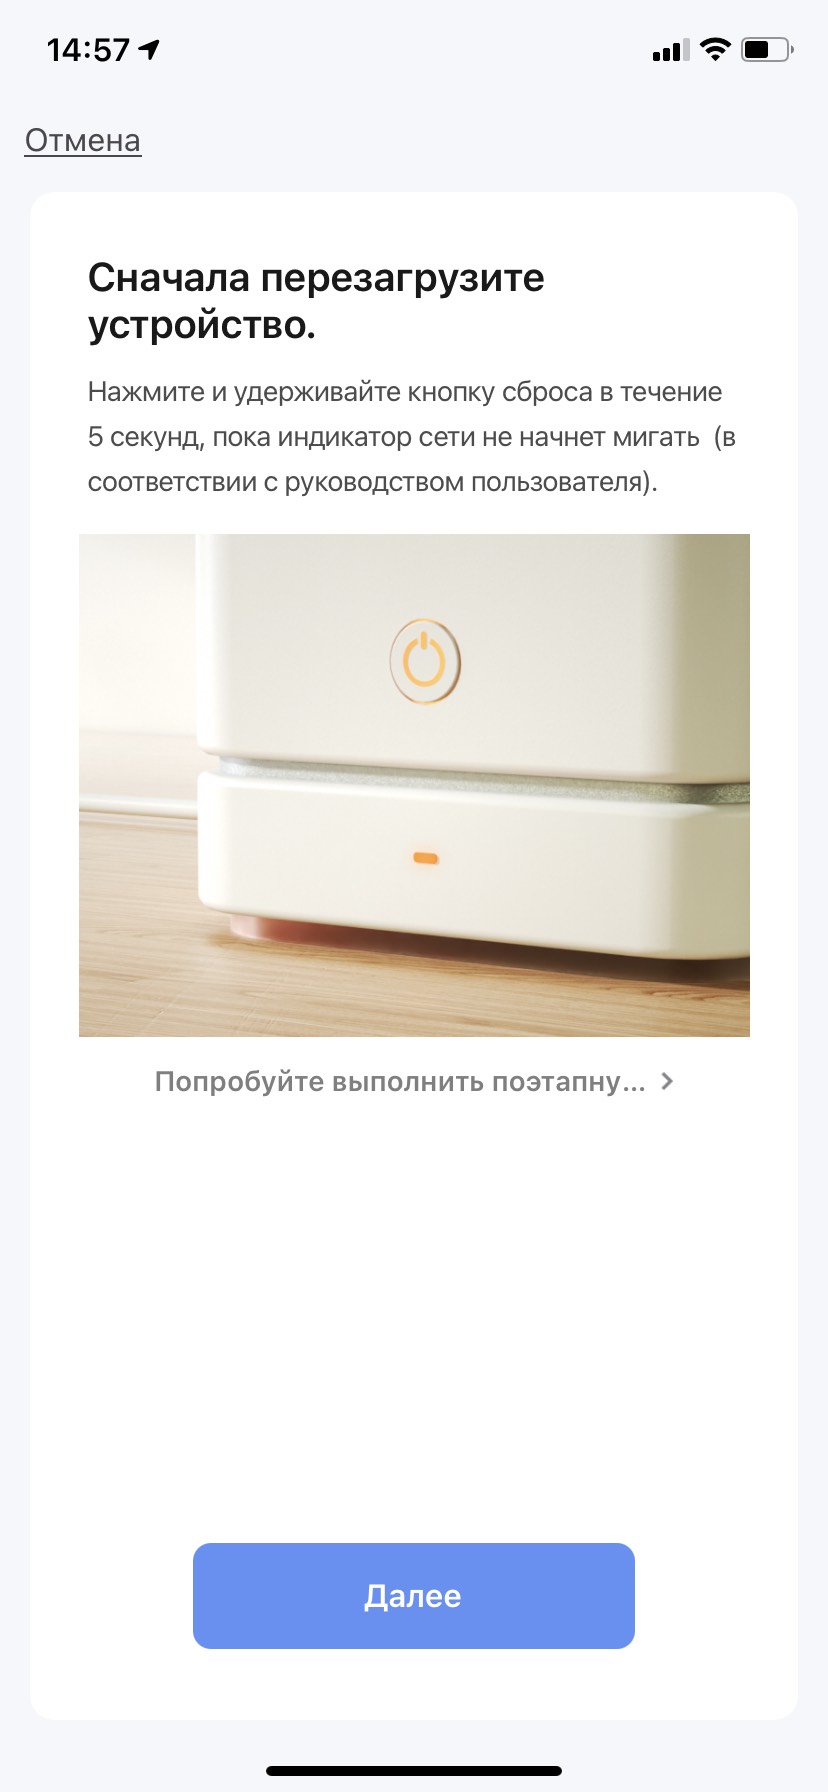 14:57
Отмена
Сначала перезагрузите
устройство.
Нажмите и удерживайте кнопку сброса в течение
5 секунд, пока индикатор сети не начнет мигать  (в
соответствии с руководством пользователя).
Попробуйте выполнить поэтапну...
Далее